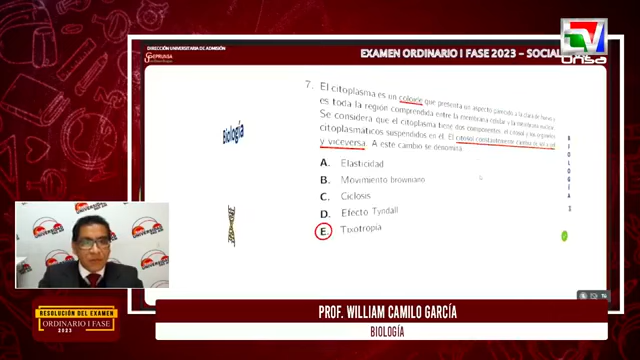 DIRECCIÓN UNIVERSITARIA DE ADMISIÓN
CEPRUNSA
EXAMEN ORDINARIO I FASE 2023 – SOCIAL
TV
Unsa
7. El citoplasma es un coloide que presenta un aspecto parecido a la clara de huevo y
es toda la región comprendida entre la membrana celular y la membrana nuclear.
Se considera que el citoplasma tiene dos componentes, el citosol y los organelos
citoplasmáticos suspendidos en él. El citosol constantemente cambia de sol a gel
y viceversa. A este cambio se denomina
Biología
A. Elasticidad
B. Movimiento browniano
C. Ciclosis
D. Efecto Tyndall
E. Tixotropía
BIOLOGÍA
RESOLUCIÓN DEL EXAMEN
ORDINARIO I FASE
2023
PROF. WILLIAM CAMILO GARCÍA
BIOLOGÍA